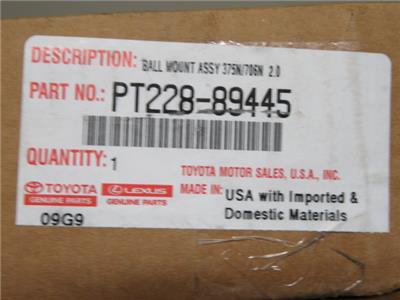 DESCRIPTION: BALL MOUNT ASSY 375N/706N 2.0
PART NO.: PT228-89445
QUANTITY: 1
TOYOTA MOTOR SALES, U.S.A., INC.
TOYOTA GENUINE PARTS LEXUS GENUINE PARTS
MADE IN: USA with Imported &
Domestic Materials
09G9